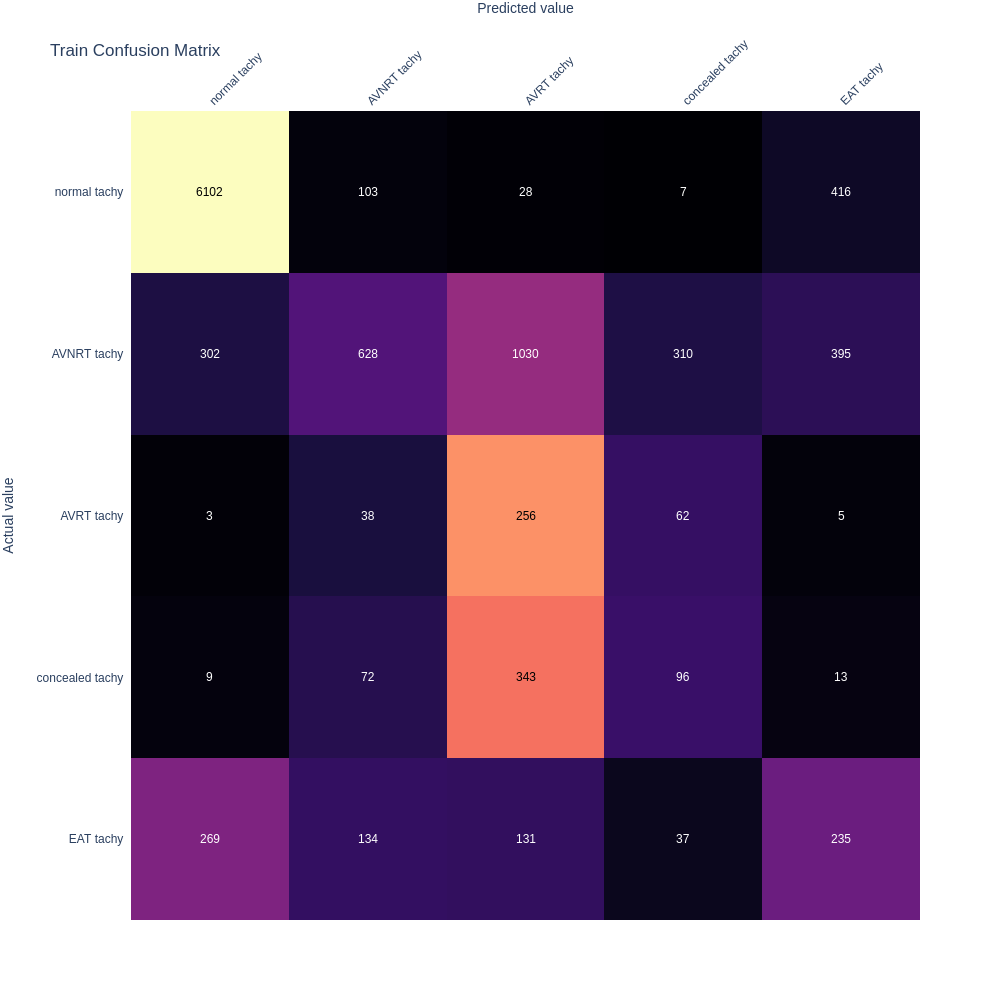 Predicted value
Train Confusion Matrix
normal tachy AVNRT tachy AVRT tachy concealed tachy EAT tachy
normal tachy 6102 103 28 7 416
AVNRT tachy 302 628 1030 310 395
AVRT tachy 3 38 256 62 5
concealed tachy 9 72 343 96 13
EAT tachy 269 134 131 37 235
Actual value